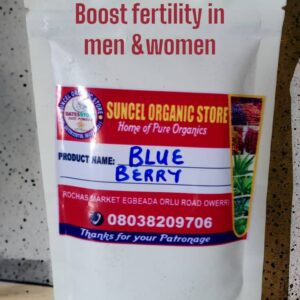 Boost fertility in
men &women
SUNCEL ORGANIC STORE
Home of Pure Organics
PRODUCT NAME: BLUE
BERRY
ROCHAS MARKET EGBEADA ORLU ROAD OWERRI
08038209706
Thanks for your Patronage